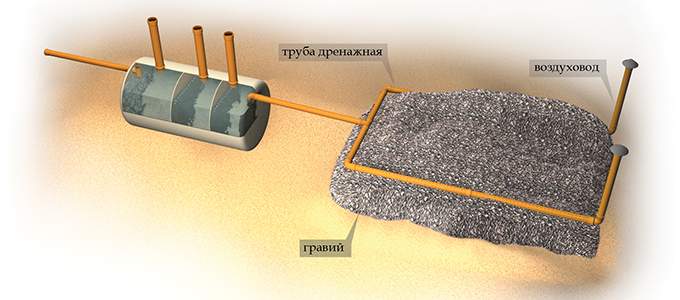 труба дренажная
воздуховод
гравий